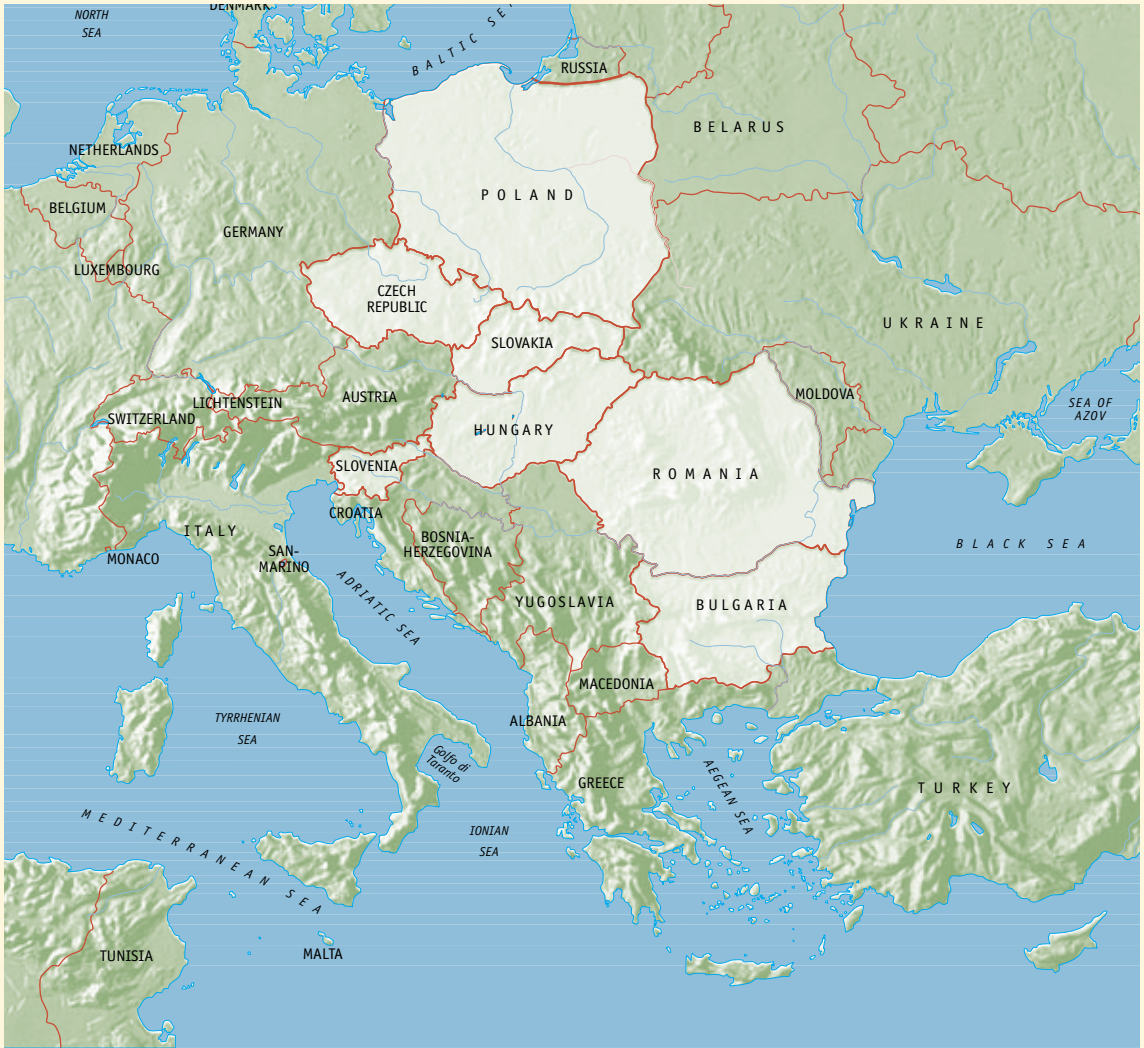 DENMARK
NORTH
SEA
BALTIC SEA
RUSSIA
BELARUS
NETHERLANDS
POLAND
BELGIUM
GERMANY
LUXEMBOURG
CZECH
REPUBLIC
UKRAINE
SLOVAKIA
MOLDOVA
AUSTRIA
LICHTENSTEIN
SWITZERLAND
SEA OF
AZOV
HUNGARY
SLOVENIA
ROMANIA
CROATIA
ITALY
BOSNIA-
HERZEGOVINA
BLACK SEA
MONACO
SAN-
MARINO
ADRIATIC SEA
YUGOSLAVIA
BULGARIA
MACEDONIA
TYRRHENIAN
SEA
ALBANIA
Golfo di
Taranto
GREECE
AEGEAN SEA
TURKEY
MEDITERRANEAN SEA
IONIAN
SEA
TUNISIA
MALTA